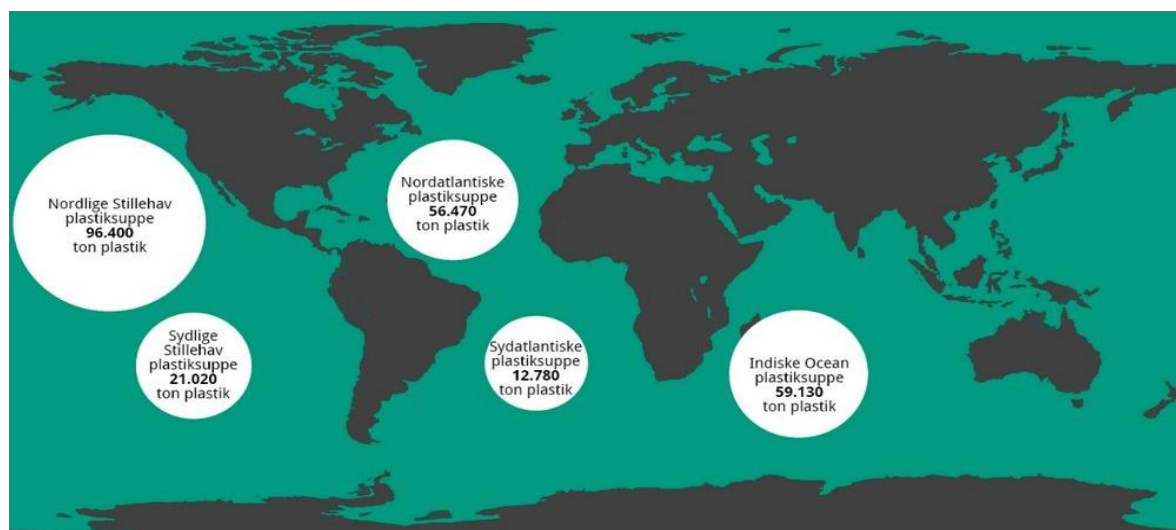 Nordlige Stillehav
plastiksuppe
96.400
ton plastik
Nordatlantiske
plastiksuppe
56.470
ton plastik
Sydlige
Stillehav
plastiksuppe
21.020
ton plastik
Sydatlantiske
plastiksuppe
12.780
ton plastik
Indiske Ocean
plastiksuppe
59.130
ton plastik